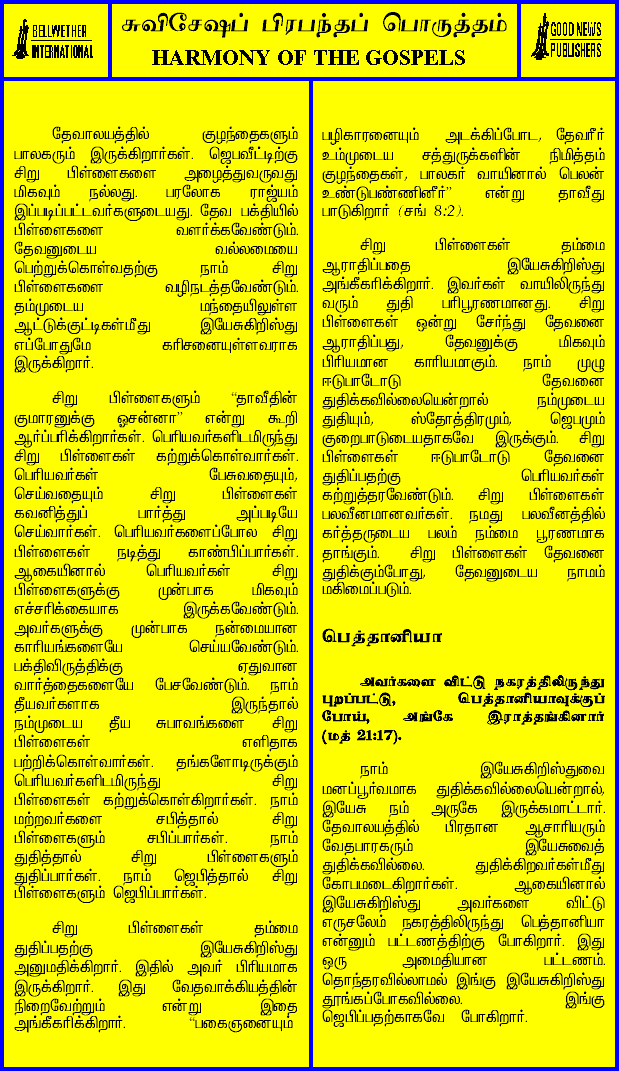 BELLWETHER
INTERNATIONAL
சுவிசேஷப் பிரபந்தப் பொருத்தம்
HARMONY OF THE GOSPELS
GOOD NEWS
PUBLISHERS
தேவாலயத்தில் குழந்தைகளும்
பாலகரும் இருக்கிறார்கள். ஜெபவீட்டிற்கு
சிறு பிள்ளைகளை அழைத்துவருவது
மிகவும் நல்லது. பரலோக ராஜ்யம்
இப்படிப்பட்டவர்களுடையது. தேவ பக்தியில்
பிள்ளைகளை வளர்க்கவேண்டும்.
தேவனுடைய வல்லமையை
பெற்றுக்கொள்வதற்கு நாம் சிறு
பிள்ளைகளை வழிநடத்தவேண்டும்.
தம்முடைய மந்தையிலுள்ள
ஆட்டுக்குட்டிகள்மீது இயேசுகிறிஸ்து
எப்போதுமே கரிசனையுள்ளவராக
இருக்கிறார்.
சிறு பிள்ளைகளும் “தாவீதின்
குமாரனுக்கு ஓசன்னா” என்று கூறி
ஆர்ப்பரிக்கிறார்கள். பெரியவர்களிடமிருந்து
சிறு பிள்ளைகள் கற்றுக்கொள்வார்கள்.
பெரியவர்கள் பேசுவதையும்,
செய்வதையும் சிறு பிள்ளைகள்
கவனித்துப் பார்த்து அப்படியே
செய்வார்கள். பெரியவர்களைப்போல சிறு
பிள்ளைகள் நடித்து காண்பிப்பார்கள்.
ஆகையினால் பெரியவர்கள் சிறு
பிள்ளைகளுக்கு முன்பாக மிகவும்
எச்சரிக்கையாக இருக்கவேண்டும்.
அவர்களுக்கு முன்பாக நன்மையான
காரியங்களையே செய்யவேண்டும்.
பக்திவிருத்திக்கு ஏதுவான
வார்த்தைகளையே பேசவேண்டும். நாம்
தீயவர்களாக இருந்தால்
நம்முடைய தீய சுபாவங்களை சிறு
பிள்ளைகள் எளிதாக
பற்றிக்கொள்வார்கள். தங்களோடிருக்கும்
பெரியவர்களிடமிருந்து சிறு
பிள்ளைகள் கற்றுக்கொள்கிறார்கள். நாம்
மற்றவர்களை சபித்தால் சிறு
பிள்ளைகளும் சபிப்பார்கள். நாம்
துதித்தால் சிறு பிள்ளைகளும்
துதிப்பார்கள். நாம் ஜெபித்தால் சிறு
பிள்ளைகளும் ஜெபிப்பார்கள்.
சிறு பிள்ளைகள் தம்மை
துதிப்பதற்கு இயேசுகிறிஸ்து
அனுமதிக்கிறார். இதில் அவர் பிரியமாக
இருக்கிறார். இது வேதவாக்கியத்தின்
நிறைவேற்றும் என்று இதை
அங்கீகரிக்கிறார். “பகைஞனையும்
பழிகாரனையும் அடக்கிப்போட, தேவரீர்
உம்முடைய சத்துருக்களின் நிமித்தம்
குழந்தைகள், பாலகர் வாயினால் பெலன்
உண்டுபண்ணினீர்” என்று தாவீது
பாடுகிறார் (சங் 8:2).
சிறு பிள்ளைகள் தம்மை
ஆராதிப்பதை இயேசுகிறிஸ்து
அங்கீகரிக்கிறார். இவர்கள் வாயிலிருந்து
வரும் துதி பரிபூரணமானது. சிறு
பிள்ளைகள் ஒன்று சேர்ந்து தேவனை
ஆராதிப்பது, தேவனுக்கு மிகவும்
பிரியமான காரியமாகும். நாம் முழு
ஈடுபாடோடு தேவனை
துதிக்கவில்லையென்றால் நம்முடைய
துதியும், ஸ்தோத்திரமும், ஜெபமும்
குறைபாடுடையதாகவே இருக்கும். சிறு
பிள்ளைகள் ஈடுபாடோடு தேவனை
துதிப்பதற்கு பெரியவர்கள்
கற்றுத்தரவேண்டும். சிறு பிள்ளைகள்
பலவீனமானவர்கள். நமது பலவீனத்தில்
கர்த்தருடைய பலம் நம்மை பூரணமாக
தாங்கும். சிறு பிள்ளைகள் தேவனை
துதிக்கும்போது, தேவனுடைய நாமம்
மகிமைப்படும்.
பெத்தானியா
அவர்களை விட்டு நகரத்திலிருந்து
புறப்பட்டு, பெத்தானியாவுக்குப்
போய், அங்கே இராத்தங்கினார்
(மத் 21:17).
நாம் இயேசுகிறிஸ்துவை
மனப்பூர்வமாக துதிக்கவில்லையென்றால்,
இயேசு நம் அருகே இருக்கமாட்டார்.
தேவாலயத்தில் பிரதான ஆசாரியரும்
வேதபாரகரும் இயேசுவைத்
துதிக்கவில்லை. துதிக்கிறவர்கள்மீது
கோபமடைகிறார்கள். ஆகையினால்
இயேசுகிறிஸ்து அவர்களை விட்டு
எருசலேம் நகரத்திலிருந்து பெத்தானியா
என்னும் பட்டணத்திற்கு போகிறார். இது
ஒரு அமைதியான பட்டணம்.
தொந்தரவில்லாமல் இங்கு இயேசுகிறிஸ்து
தூங்கப்போகவில்லை. இங்கு
ஜெபிப்பதற்காகவே போகிறார்.